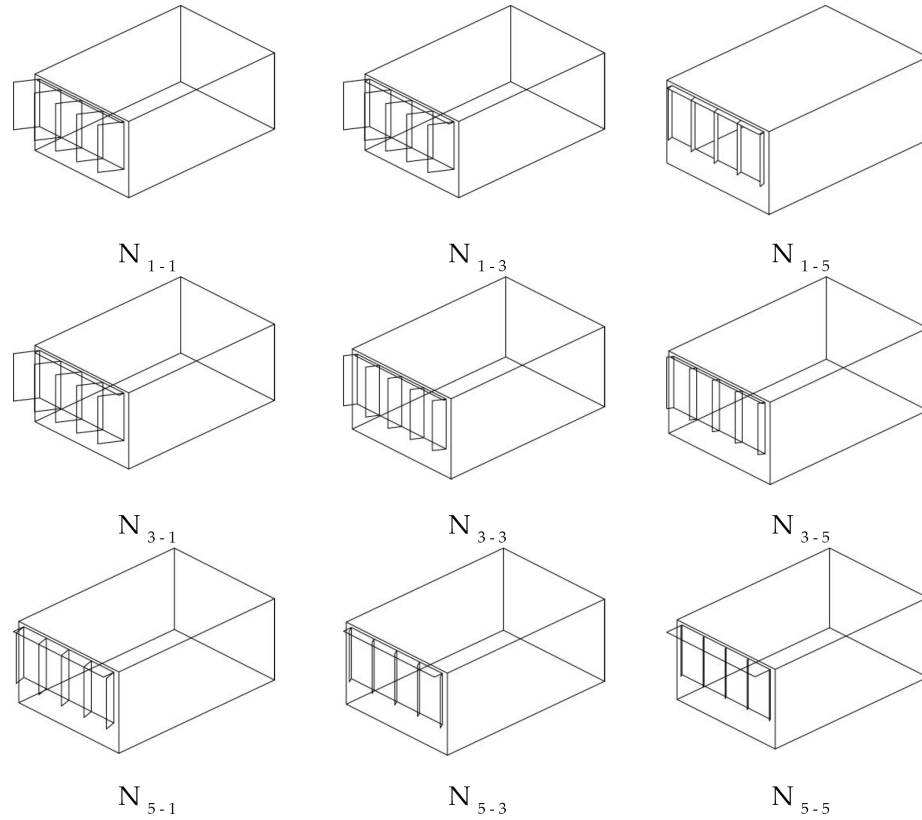 N 1 - 1 N 1 - 3 N 1 - 5
N 3 - 1 N 3 - 3 N 3 - 5
N 5 - 1 N 5 - 3 N 5 - 5